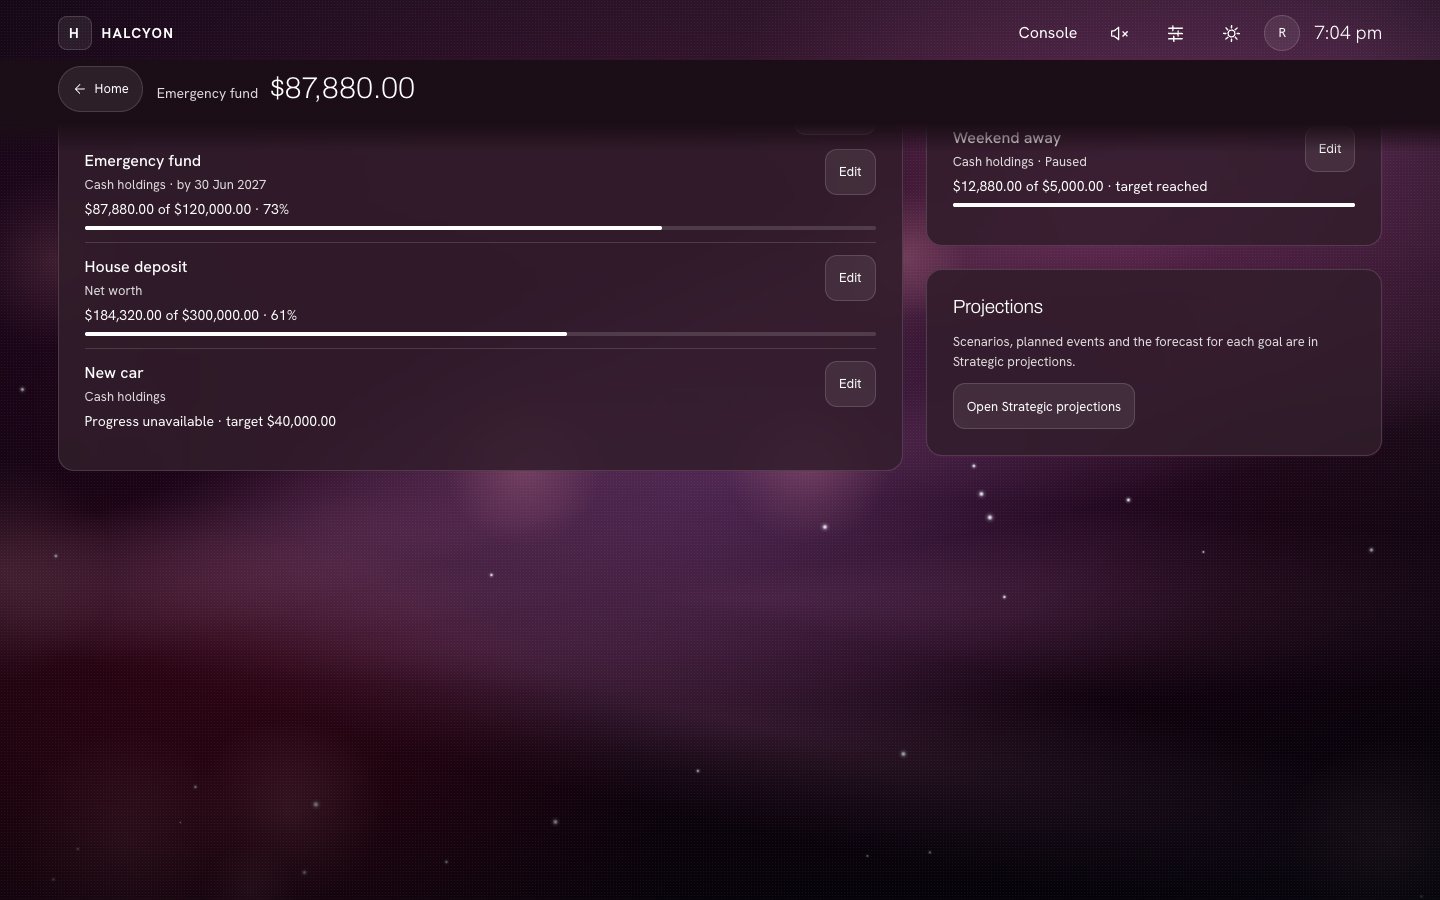 H HALCYON
Console
R
7:04 pm
Home
Emergency fund $87,880.00
Emergency fund
Cash holdings · by 30 Jun 2027
$87,880.00 of $120,000.00 · 73%
Edit
House deposit
Net worth
$184,320.00 of $300,000.00 · 61%
Edit
New car
Cash holdings
Progress unavailable · target $40,000.00
Edit
Weekend away
Cash holdings · Paused
$12,880.00 of $5,000.00 · target reached
Edit
Projections
Scenarios, planned events and the forecast for each goal are in
Strategic projections.
Open Strategic projections